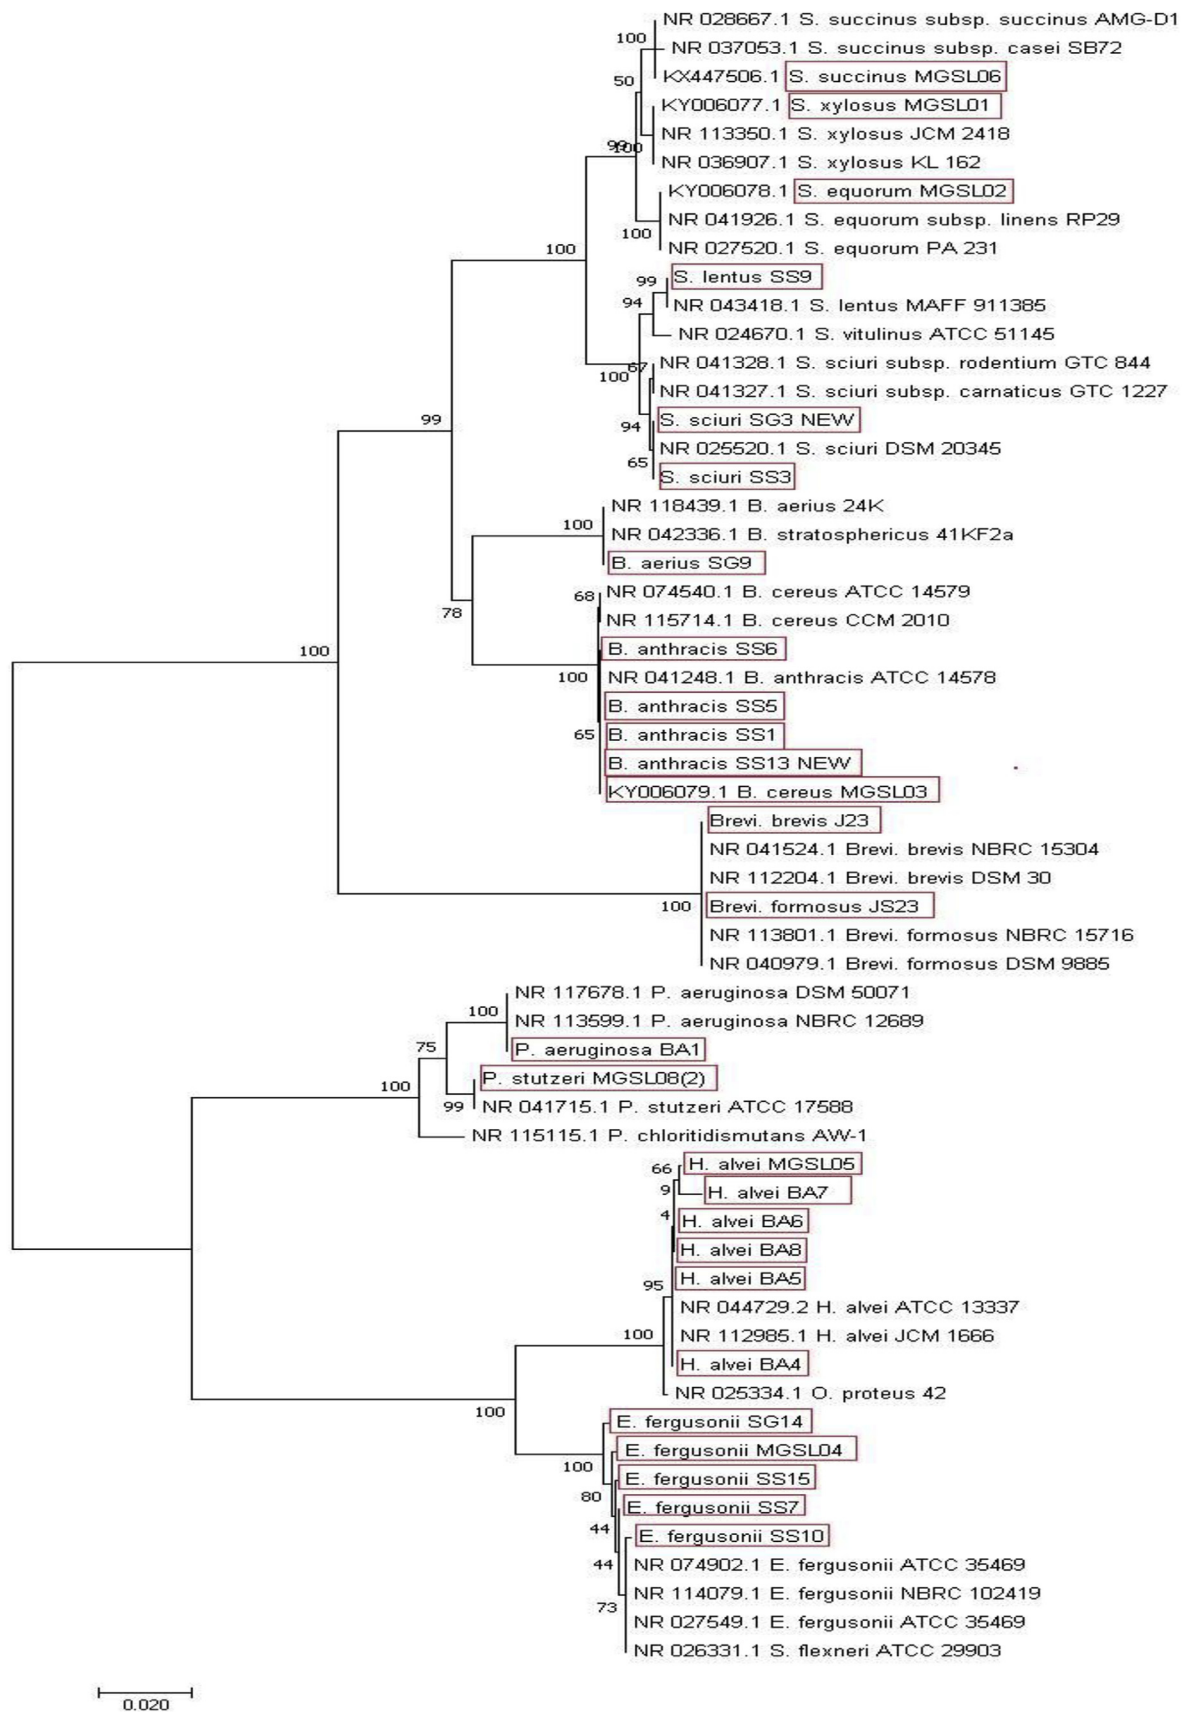 NR 028667.1 S. succinus subsp. succinus AMG-D1
100
NR 037053.1 S. succinus subsp. casei SB72
KX447506.1 S. succinus MGSL06
50
KY006077.1 S. xylosus MGSL01
NR 113350.1 S. xylosus JCM 2418
99
100
NR 036907.1 S. xylosus KL 162
KY006078.1 S. equorum MGSL02
NR 041926.1 S. equorum subsp. linens RP29
100
NR 027520.1 S. equorum PA 231
100
S. lentus SS9
99
NR 043418.1 S. lentus MAFF 911385
94
NR 024670.1 S. vitulinus ATCC 51145
NR 041328.1 S. sciuri subsp. rodentium GTC 844
67
100
NR 041327.1 S. sciuri subsp. carnaticus GTC 1227
99
S. sciuri SG3 NEW
94
NR 025520.1 S. sciuri DSM 20345
65
S. sciuri SS3
NR 118439.1 B. aerius 24K
100
NR 042336.1 B. stratosphericus 41KF2a
B. aerius SG9
68
NR 074540.1 B. cereus ATCC 14579
78
NR 115714.1 B. cereus CCM 2010
100
B. anthracis SS6
100
NR 041248.1 B. anthracis ATCC 14578
B. anthracis SS5
65
B. anthracis SS1
B. anthracis SS13 NEW
KY006079.1 B. cereus MGSL03
Brevi. brevis J23
NR 041524.1 Brevi. brevis NBRC 15304
NR 112204.1 Brevi. brevis DSM 30
100
Brevi. formosus JS23
NR 113801.1 Brevi. formosus NBRC 15716
NR 040979.1 Brevi. formosus DSM 9885
NR 117678.1 P. aeruginosa DSM 50071
100
NR 113599.1 P. aeruginosa NBRC 12689
75
P. aeruginosa BA1
100
P. stutzeri MGSL08(2)
99
NR 041715.1 P. stutzeri ATCC 17588
NR 115115.1 P. chloritidismutans AW-1
66
H. alvei MGSL05
9
H. alvei BA7
4
H. alvei BA6
H. alvei BA8
95
H. alvei BA5
NR 044729.2 H. alvei ATCC 13337
100
NR 112985.1 H. alvei JCM 1666
H. alvei BA4
NR 025334.1 O. proteus 42
100
E. fergusonii SG14
E. fergusonii MGSL04
100
E. fergusonii SS15
80
E. fergusonii SS7
44
E. fergusonii SS10
44
NR 074902.1 E. fergusonii ATCC 35469
NR 114079.1 E. fergusonii NBRC 102419
73
NR 027549.1 E. fergusonii ATCC 35469
NR 026331.1 S. flexneri ATCC 29903
0.020